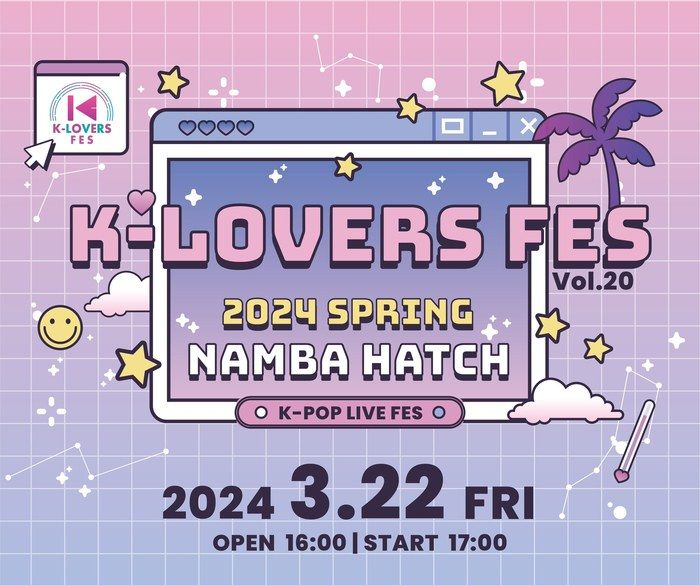 K-LOVERS
FES
K-LOVERS FES
Vol.20
2024 SPRING
NAMBA HATCH
K-POP LIVE FES
2024 3.22 FRI
OPEN 16:00 | START 17:00